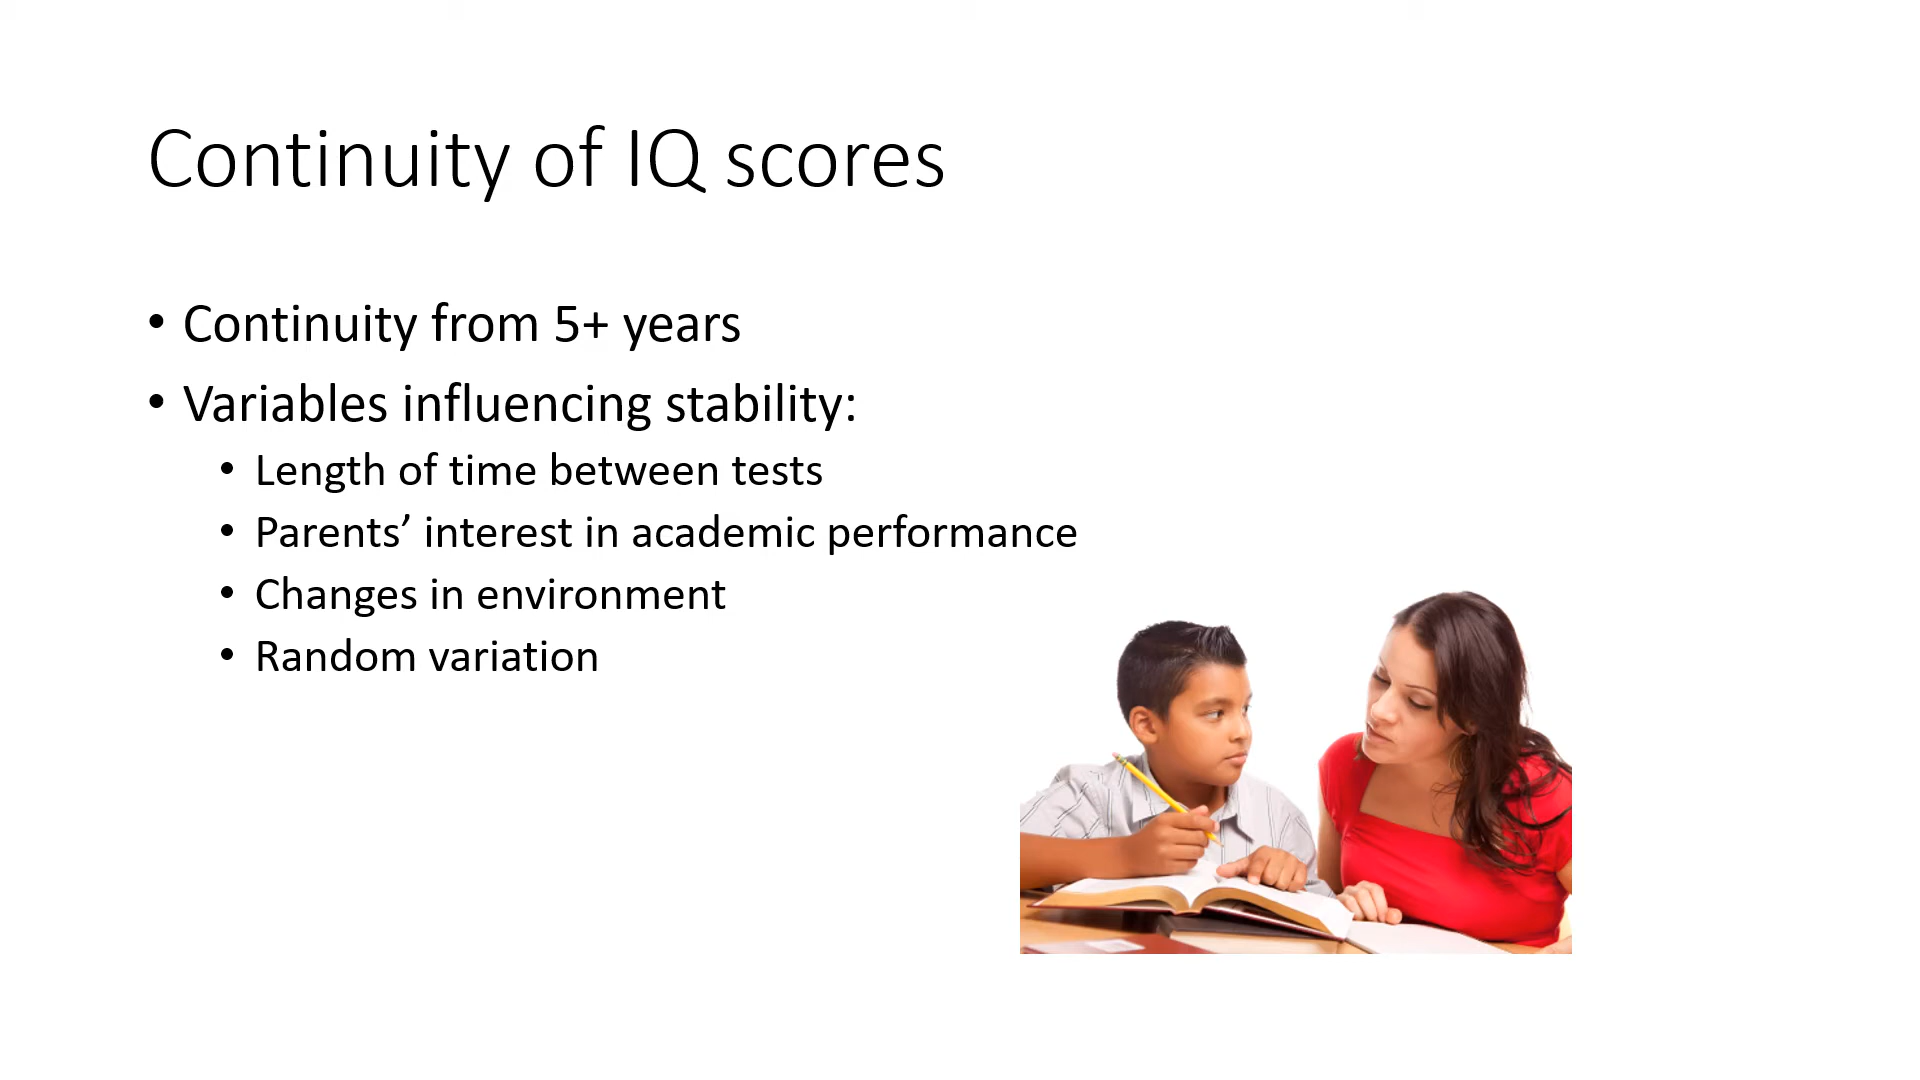 Continuity of IQ scores
• Continuity from 5+ years
• Variables influencing stability:
• Length of time between tests
• Parents’ interest in academic performance
• Changes in environment
• Random variation